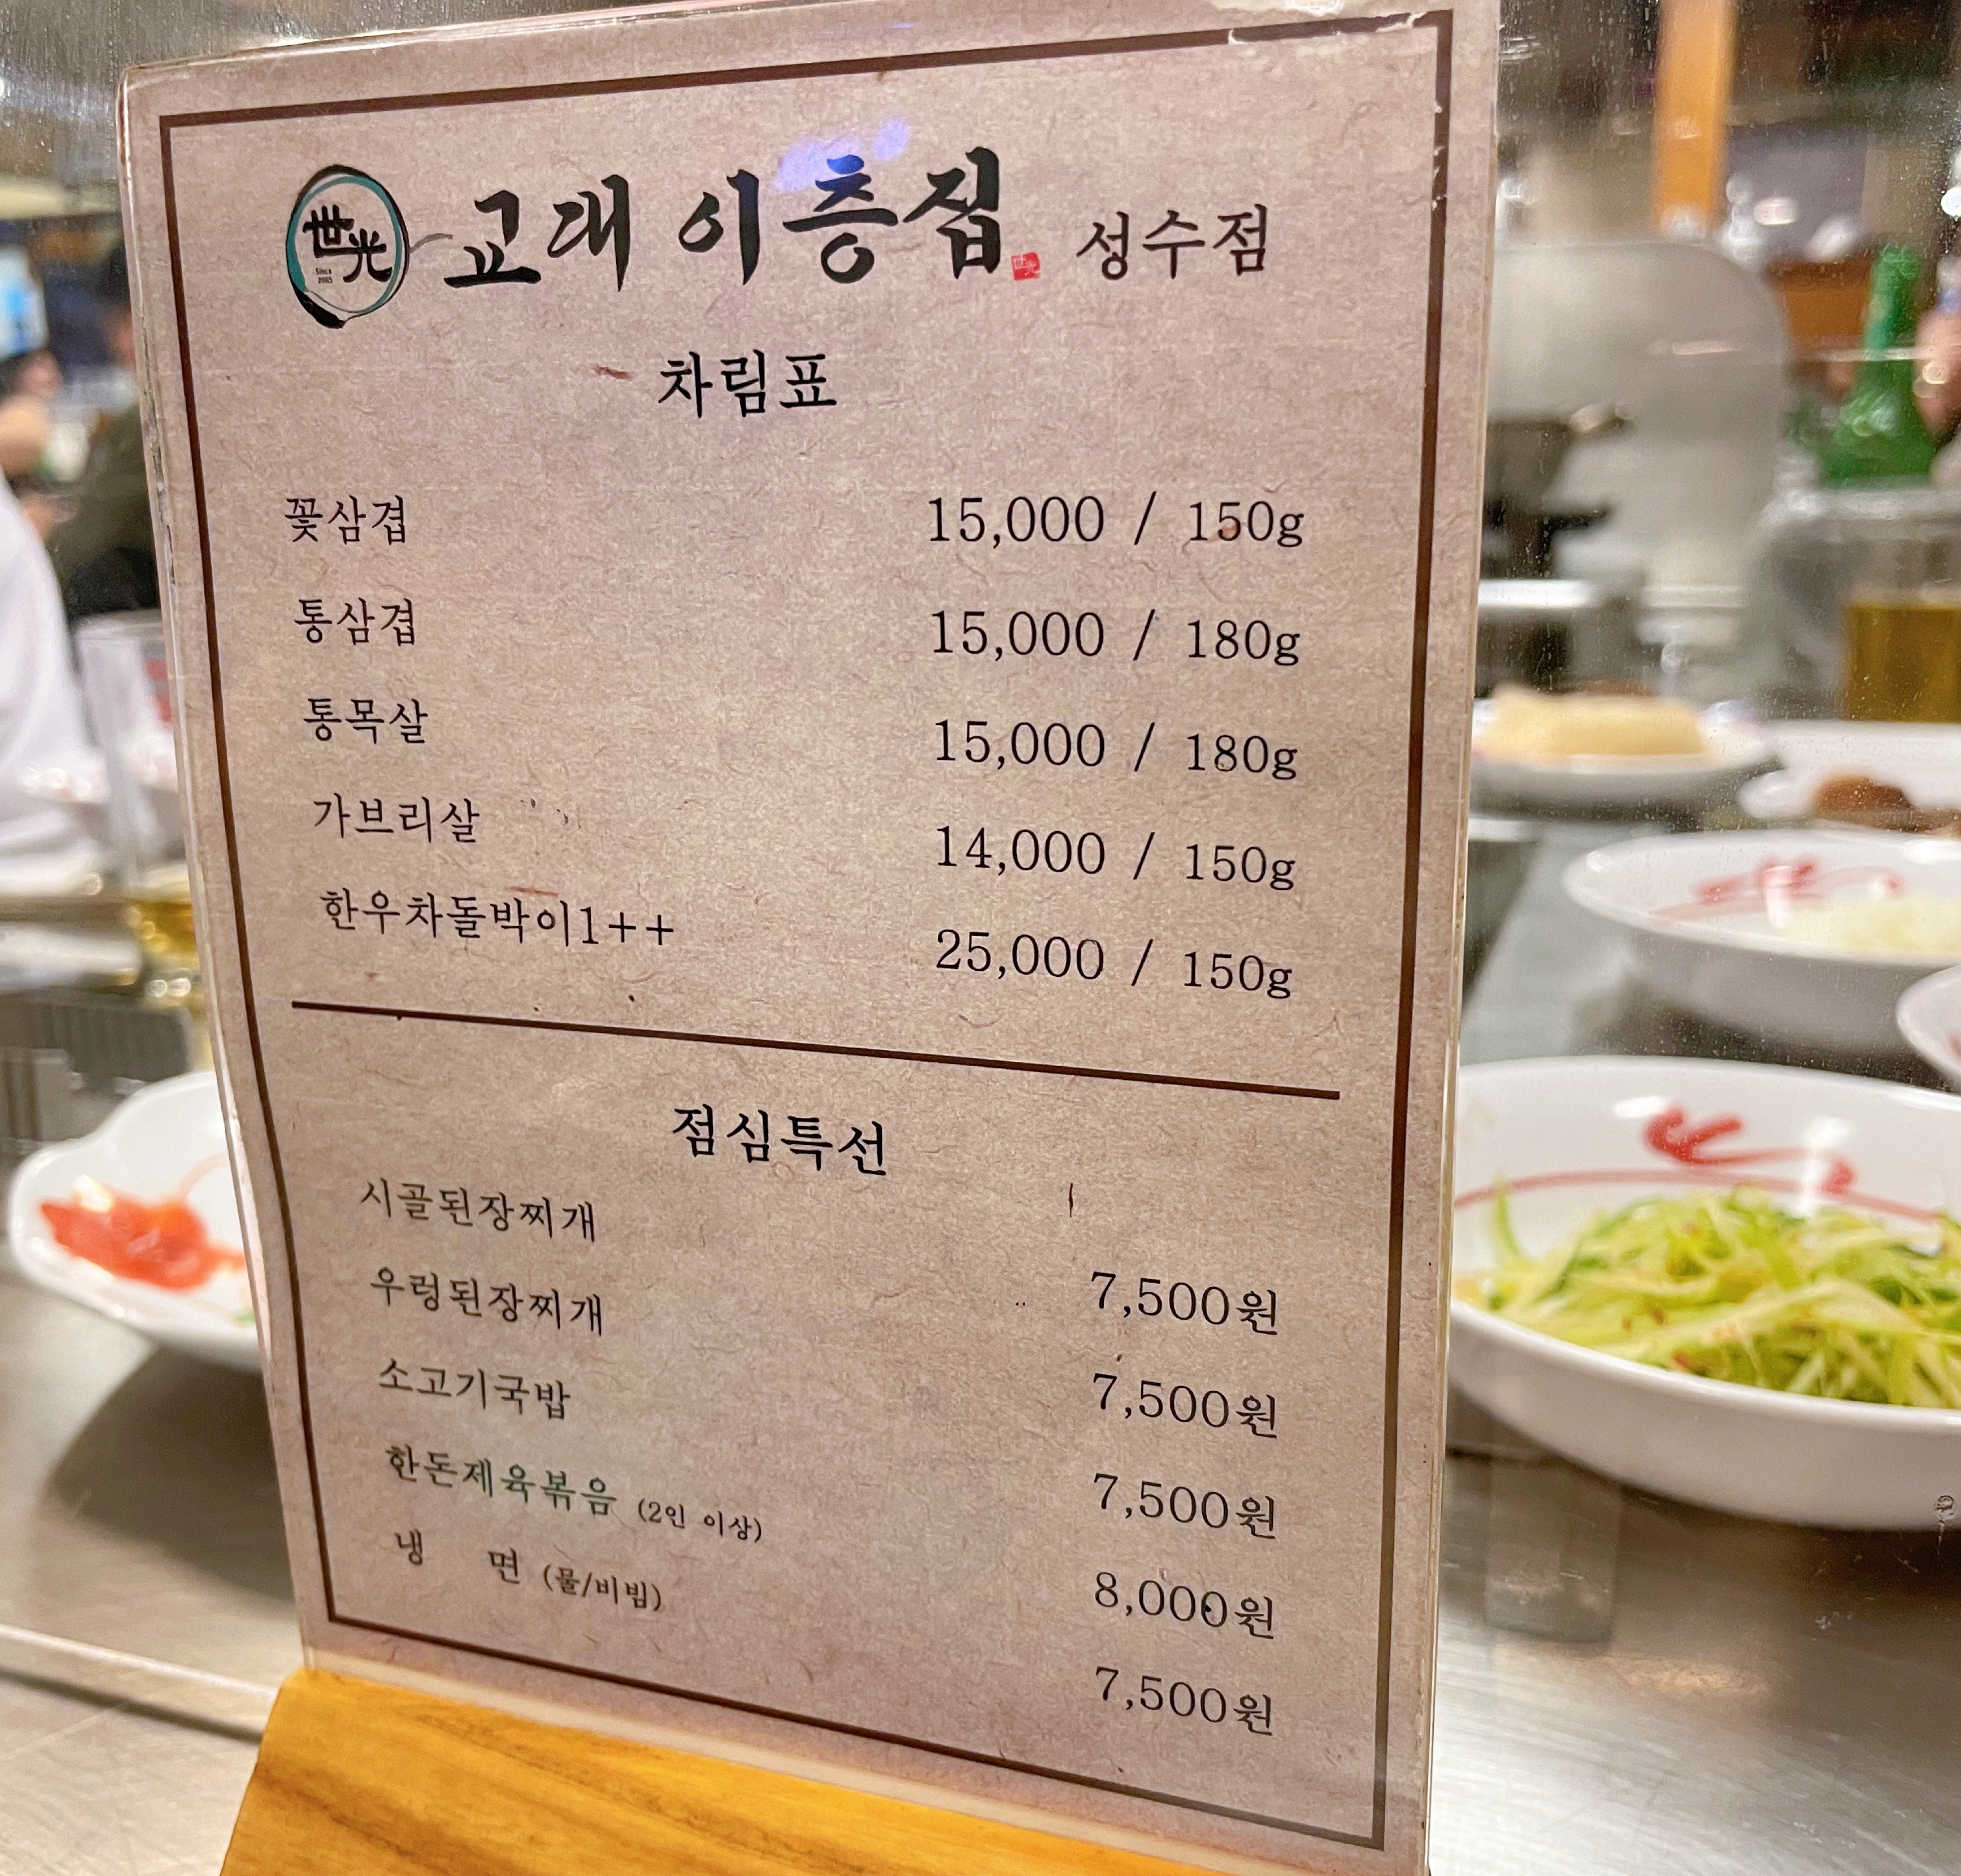 世光
Since
교대 이층집 성수점
世光
차림표
꽃삼겹 15,000 / 150g
통삼겹 15,000 / 180g
통목살 15,000 / 180g
가브리살 14,000 / 150g
한우차돌박이1++ 25,000 / 150g
점심특선
시골된장찌개 7,500원
우렁된장찌개 7,500원
소고기국밥 7,500원
한돈제육볶음 (2인 이상) 8,000원
냉 면 (물/비빔) 7,500원